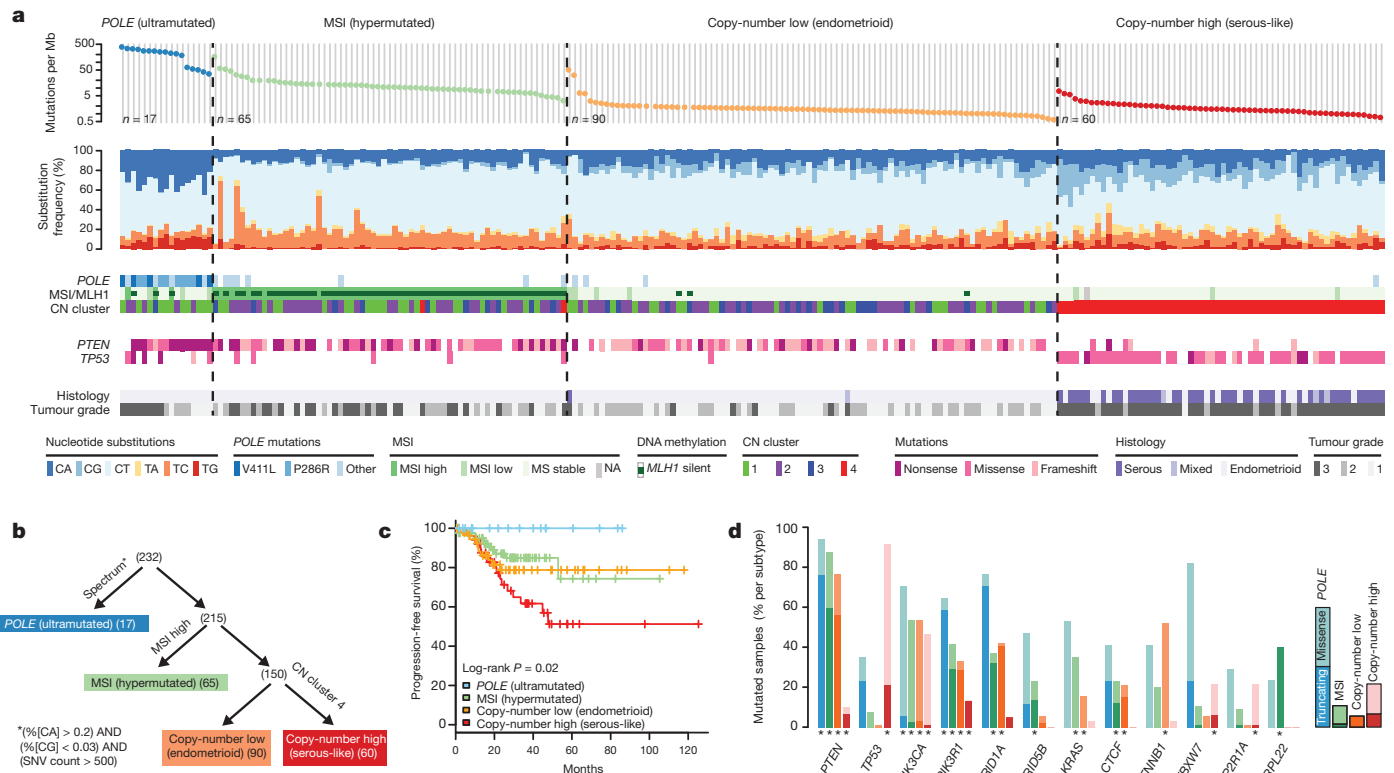 a
POLE (ultramutated)
MSI (hypermutated)
Copy-number low (endometrioid)
Copy-number high (serous-like)
Mutations per Mb
500
50
5
0.5
n = 17
n = 65
n = 90
n = 60
Substitution
frequency (%)
100
80
60
40
20
0
POLE
MSI/MLH1
CN cluster
PTEN
TP53
Histology
Tumour grade
Nucleotide substitutions
CA CG CT TA TC TG
POLE mutations
V411L P286R Other
MSI
MSI high MSI low MS stable NA
DNA methylation
MLH1 silent
CN cluster
1 2 3 4
Mutations
Nonsense Missense Frameshift
Histology
Serous Mixed Endometrioid
Tumour grade
3 2 1
b
(232)
Spectrum*
POLE (ultramutated) (17)
(215)
MSI high
MSI (hypermutated) (65)
(150)
CN cluster 4
Copy-number low
(endometrioid) (90)
Copy-number high
(serous-like) (60)
*(%[CA] > 0.2) AND
(%[CG] < 0.03) AND
(SNV count > 500)
c
Progression-free survival (%)
100
80
60
40
20
0
Log-rank P = 0.02
POLE (ultramutated)
MSI (hypermutated)
Copy-number low (endometrioid)
Copy-number high (serous-like)
0 20 40 60 80 100 120
Months
d
Mutated samples (% per subtype)
100
80
60
40
20
0
* * * * * * * * * * * * * * * * * * * * * * * *
PTEN
TP53
IK3CA
IK3R1
RID1A
RID5B
KRAS
CTCF
TNNB1
BXW7
P2R1A
RPL22
Truncating
Missense
POLE
MSI
Copy-number low
Copy-number high